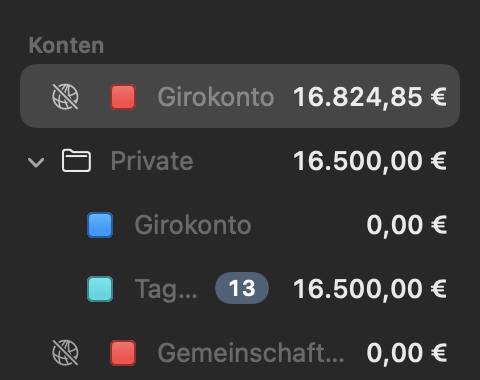 Konten
Girokonto 16.824,85 €
Private 16.500,00 €
Girokonto 0,00 €
Tag... 13 16.500,00 €
Gemeinschaft... 0,00 €